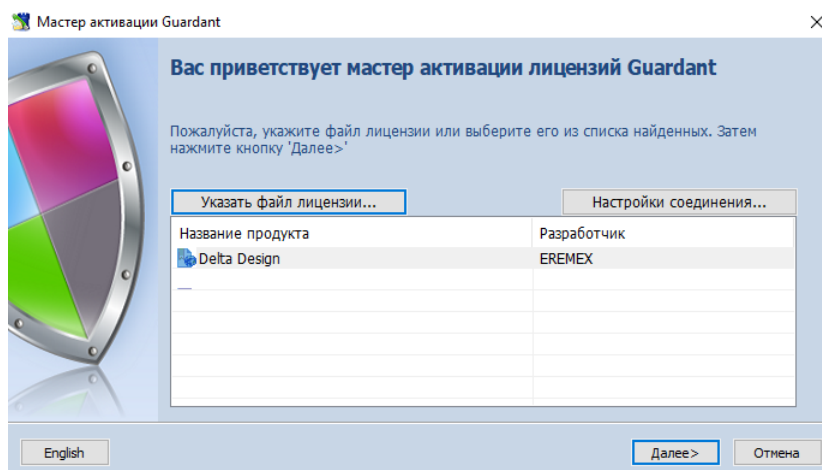 Мастер активации Guardant
Вас приветствует мастер активации лицензий Guardant
Пожалуйста, укажите файл лицензии или выберите его из списка найденных. Затем
нажмите кнопку 'Далее>'
Указать файл лицензии...
Настройки соединения...
Название продукта
Разработчик
Delta Design
EREMEX
English
Далее>
Отмена